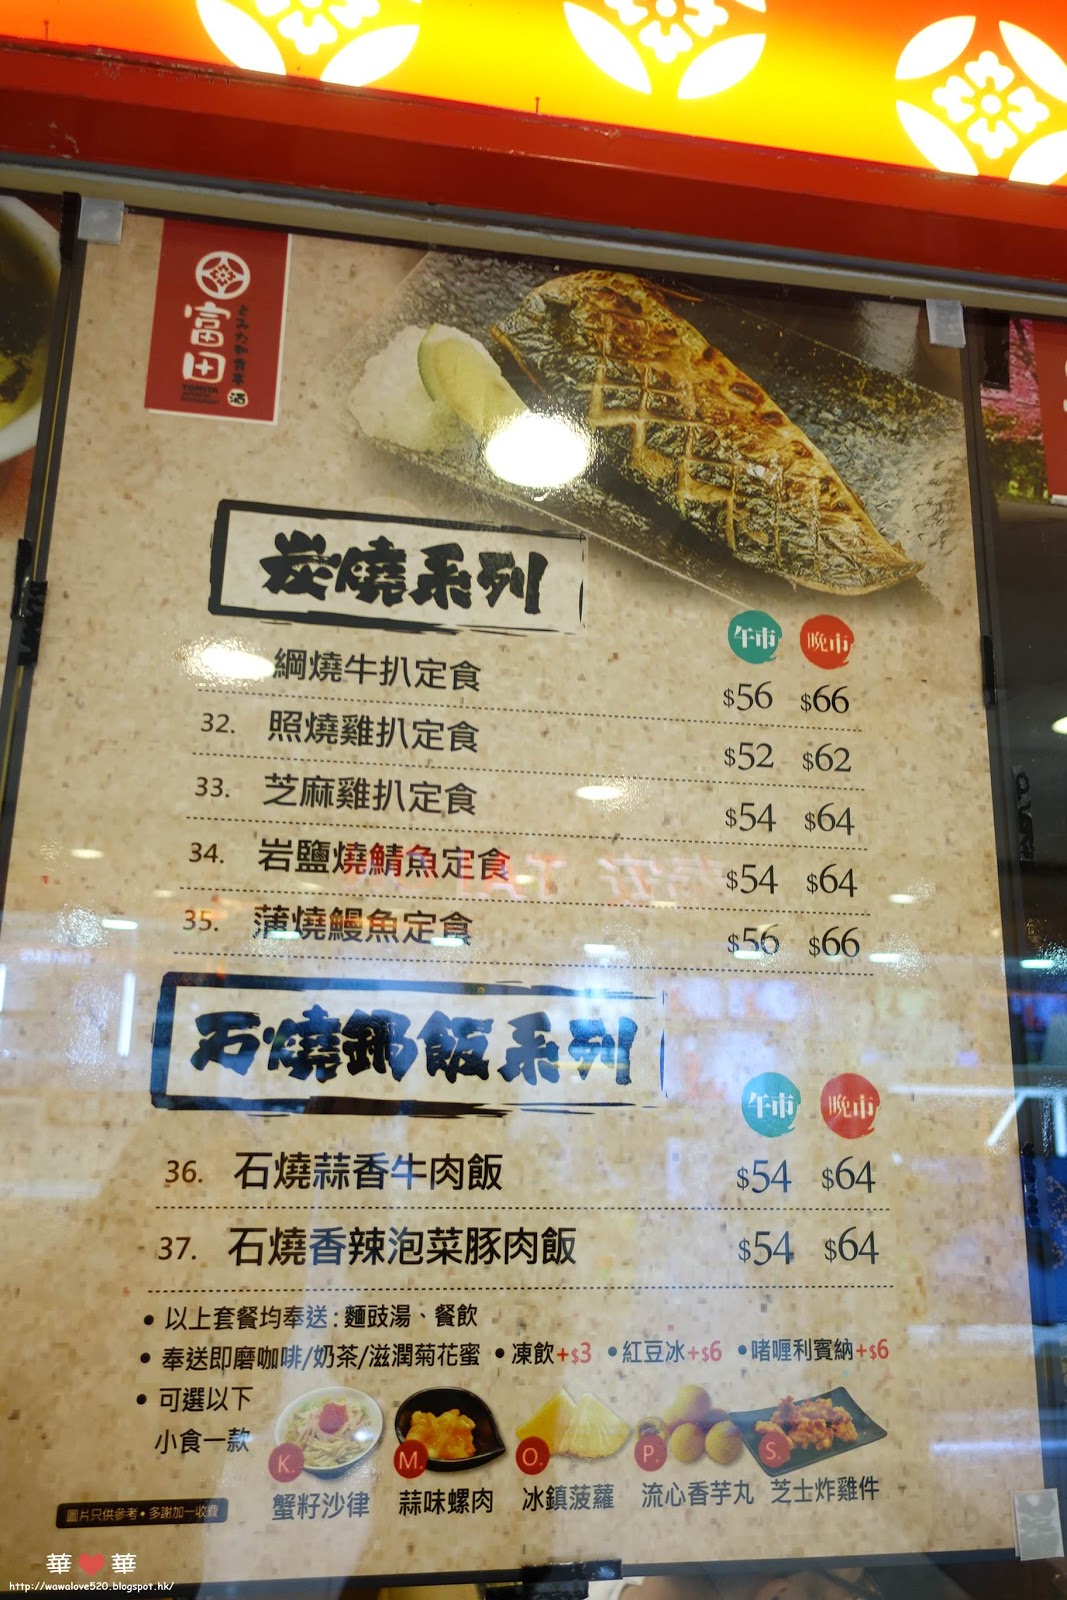 富田
とみた和食亭
酒
TOMITA
炭燒系列
午市 晚市
綱燒牛扒定食 $56 $66
32. 照燒雞扒定食 $52 $62
33. 芝麻雞扒定食 $54 $64
34. 岩鹽燒鯖魚定食 $54 $64
35. 蒲燒鰻魚定食 $56 $66
石燒鍋飯系列
午市 晚市
36. 石燒蒜香牛肉飯 $54 $64
37. 石燒香辣泡菜豚肉飯 $54 $64
• 以上套餐均奉送 : 麵豉湯、餐飲
• 奉送即磨咖啡/奶茶/滋潤菊花蜜 • 凍飲+$3 • 紅豆冰+$6 • 啫喱利賓納+$6
• 可選以下
小食一款
K. M. O. P. S.
蟹籽沙律 蒜味螺肉 冰鎮菠蘿 流心香芋丸 芝士炸雞件
圖片只供參考 • 多謝加一收費
華❤華
http://wawalove520.blogspot.hk/